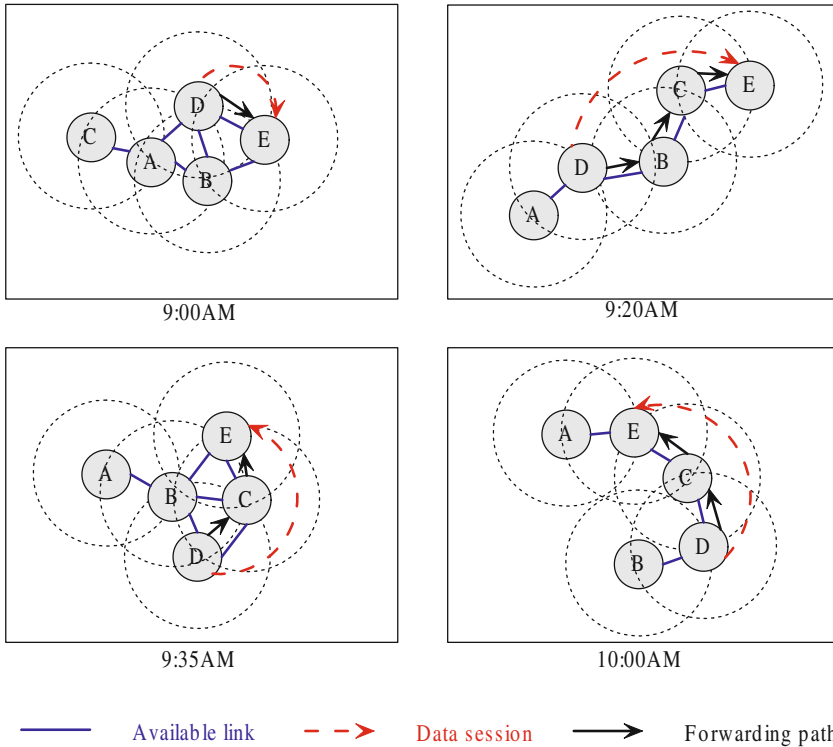 D
C
E
A
B
9:00AM
C
E
D
B
A
9:20AM
E
A
B
C
D
9:35AM
A
E
C
D
B
10:00AM
Available link
Data session
Forwarding path